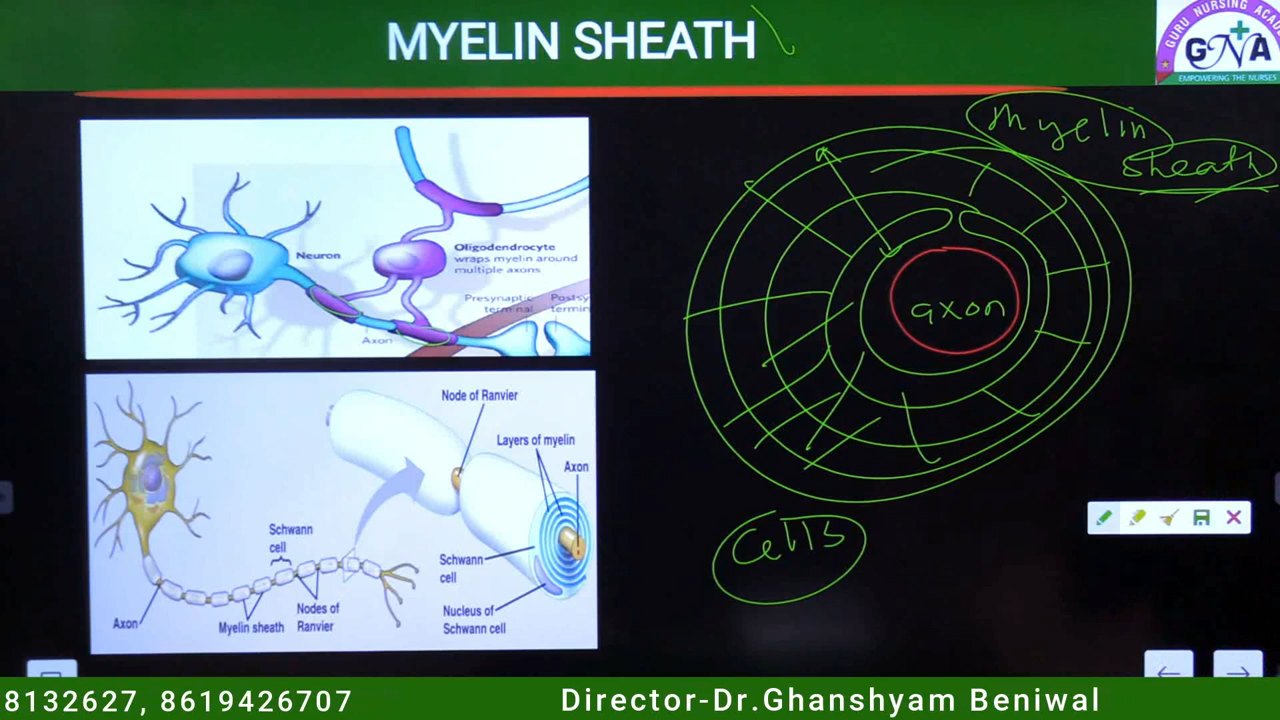 MYELIN SHEATH
GURU NURSING ACA
GNA
EMPOWERING THE NURSES
Myelin
sheath
Neuron
Oligodendrocyte
wraps myelin around
multiple axons
Presynaptic
terminal
Axon
axon
Node of Ranvier
Layers of myelin
Axon
Schwann
cell
Schwann
cell
Nucleus of
Schwann cell
Axon
Myelin sheath
Nodes of
Ranvier
Cells
8132627, 8619426707
Director-Dr.Ghanshyam Beniwal